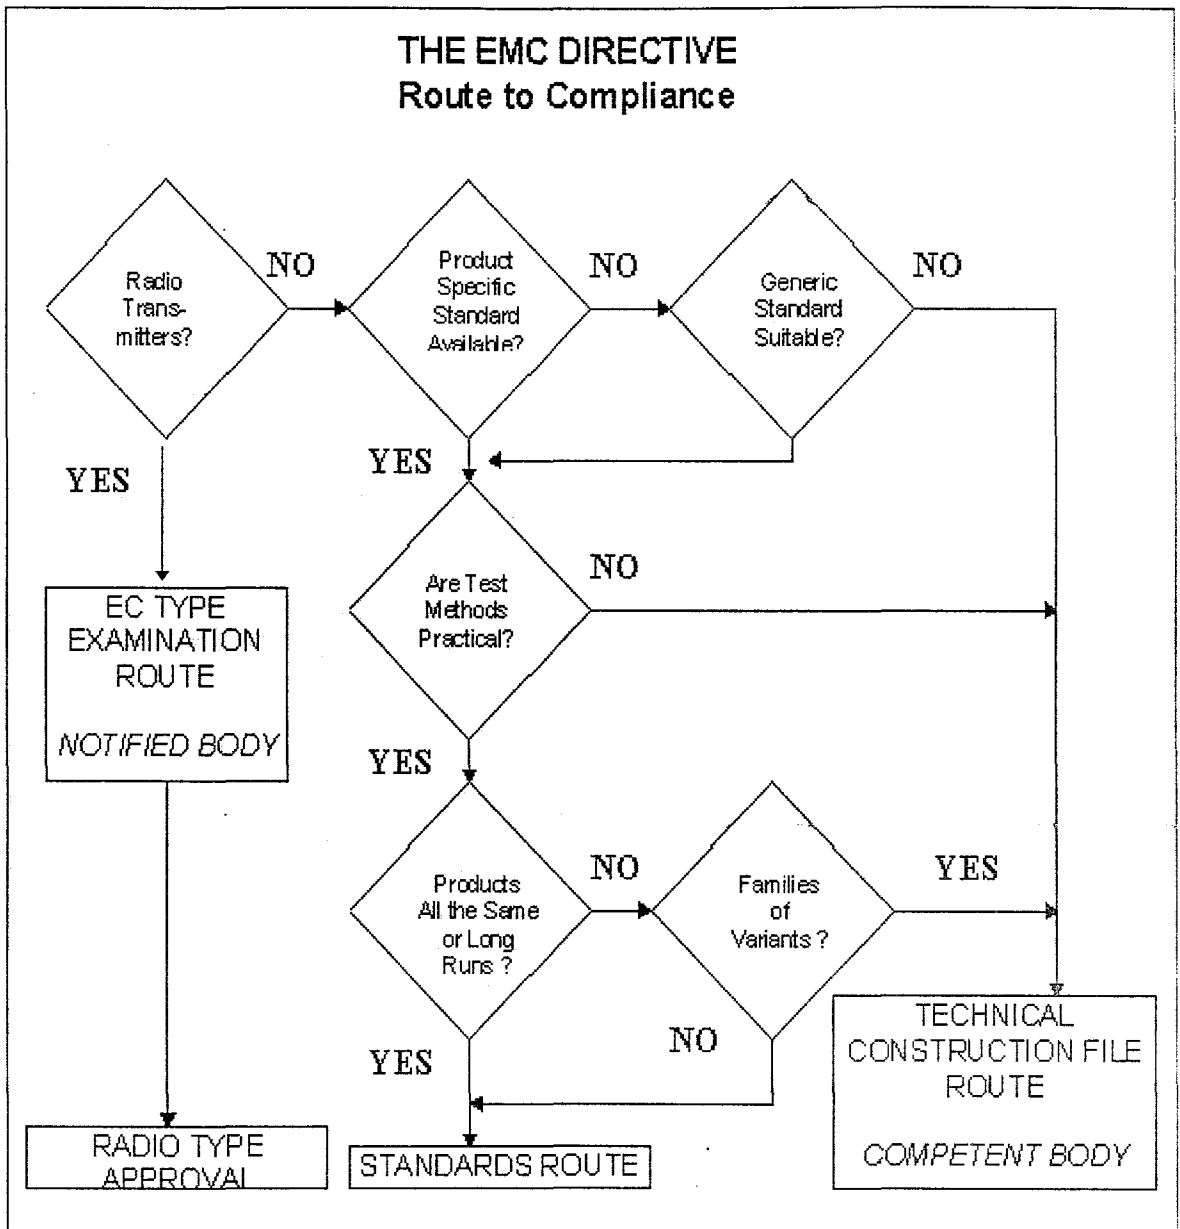 THE EMC DIRECTIVE
Route to Compliance
Radio
Trans-
mitters?
NO
Product
Specific
Standard
Available?
NO
Generic
Standard
Suitable?
NO
YES
YES
EC TYPE
EXAMINATION
ROUTE
NOTIFIED BODY
Are Test
Methods
Practical?
NO
YES
Products
All the Same
or Long
Runs ?
NO
Families
of
Variants ?
YES
YES
NO
TECHNICAL
CONSTRUCTION FILE
ROUTE
COMPETENT BODY
RADIO TYPE
APPROVAL
STANDARDS ROUTE